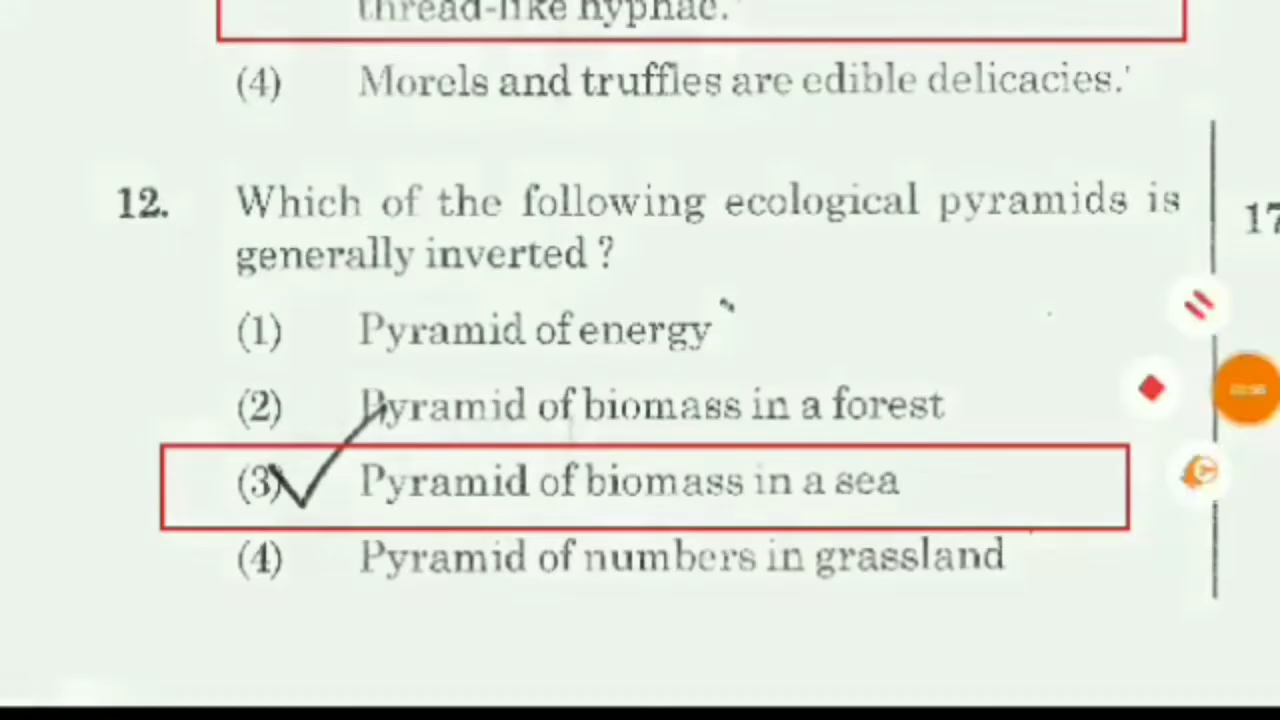 thread-like hyphae.
(4) Morels and truffles are edible delicacies.
12. Which of the following ecological pyramids is
generally inverted ?
(1) Pyramid of energy
(2) Pyramid of biomass in a forest
(3) Pyramid of biomass in a sea
(4) Pyramid of numbers in grassland
17